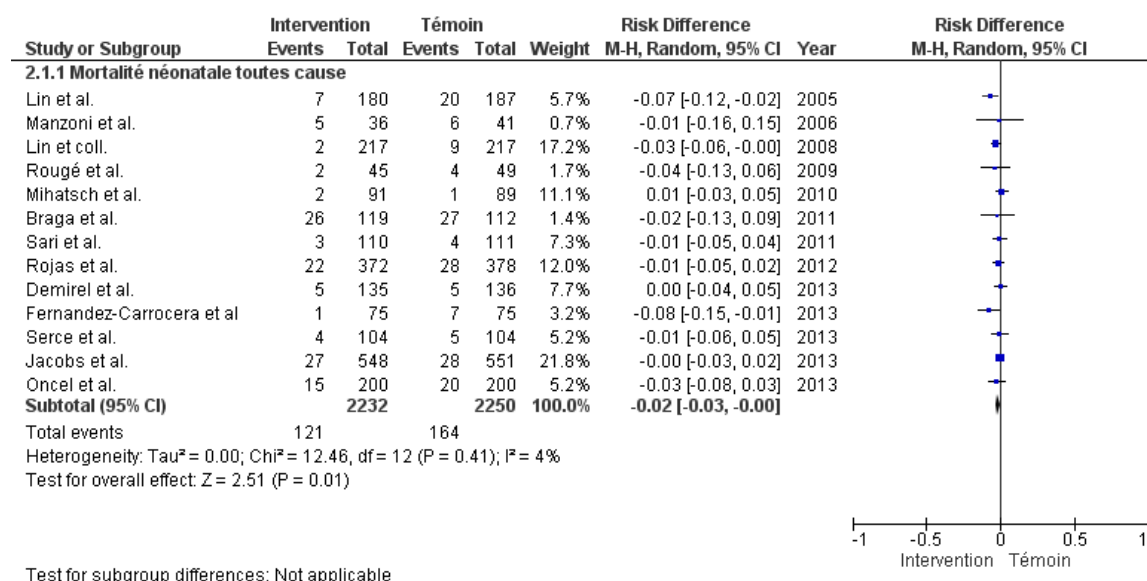 Intervention Témoin Risk Difference Risk Difference
Study or Subgroup Events Total Events Total Weight M-H, Random, 95% CI Year M-H, Random, 95% CI
2.1.1 Mortalité néonatale toutes cause
Lin et al. 7 180 20 187 5.7% -0.07 [-0.12, -0.02] 2005
Manzoni et al. 5 36 6 41 0.7% -0.01 [-0.16, 0.15] 2006
Lin et coll. 2 217 9 217 17.2% -0.03 [-0.06, -0.00] 2008
Rougé et al. 2 45 4 49 1.7% -0.04 [-0.13, 0.06] 2009
Mihatsch et al. 2 91 1 89 11.1% 0.01 [-0.03, 0.05] 2010
Braga et al. 26 119 27 112 1.4% -0.02 [-0.13, 0.09] 2011
Sari et al. 3 110 4 111 7.3% -0.01 [-0.05, 0.04] 2011
Rojas et al. 22 372 28 378 12.0% -0.01 [-0.05, 0.02] 2012
Demirel et al. 5 135 5 136 7.7% 0.00 [-0.04, 0.05] 2013
Fernandez-Carrocera et al 1 75 7 75 3.2% -0.08 [-0.15, -0.01] 2013
Serce et al. 4 104 5 104 5.2% -0.01 [-0.06, 0.05] 2013
Jacobs et al. 27 548 28 551 21.8% -0.00 [-0.03, 0.02] 2013
Oncel et al. 15 200 20 200 5.2% -0.03 [-0.08, 0.03] 2013
Subtotal (95% CI) 2232 2250 100.0% -0.02 [-0.03, -0.00]
Total events 121 164
Heterogeneity: Tau² = 0.00; Chi² = 12.46, df = 12 (P = 0.41); I² = 4%
Test for overall effect: Z = 2.51 (P = 0.01)
-1 -0.5 0 0.5 1
Intervention Témoin
Test for subgroup differences: Not applicable